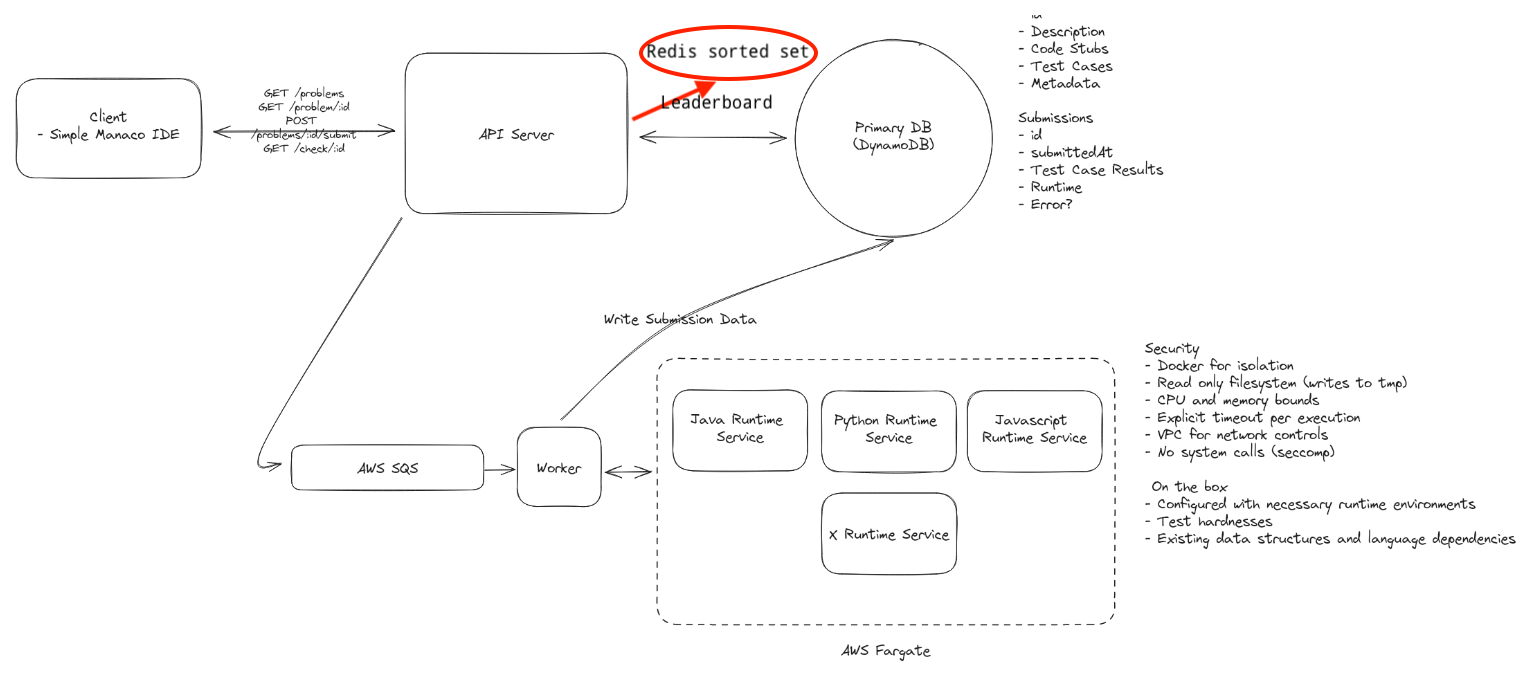 Client
- Simple Manaco IDE
GET /problems
GET /problem/:id
POST
/problems/:id/submit
GET /check/:id
API Server
Redis sorted set
Leaderboard
Primary DB
(DynamoDB)
id
- Description
- Code Stubs
- Test Cases
- Metadata
Submissions
- id
- submittedAt
- Test Case Results
- Runtime
- Error?
Write Submission Data
AWS SQS
Worker
Java Runtime
Service
Python Runtime
Service
Javascript
Runtime Service
X Runtime Service
AWS Fargate
Security
- Docker for isolation
- Read only filesystem (writes to tmp)
- CPU and memory bounds
- Explicit timeout per execution
- VPC for network controls
- No system calls (seccomp)
On the box
- Configured with necessary runtime environments
- Test hardnesses
- Existing data structures and language dependencies